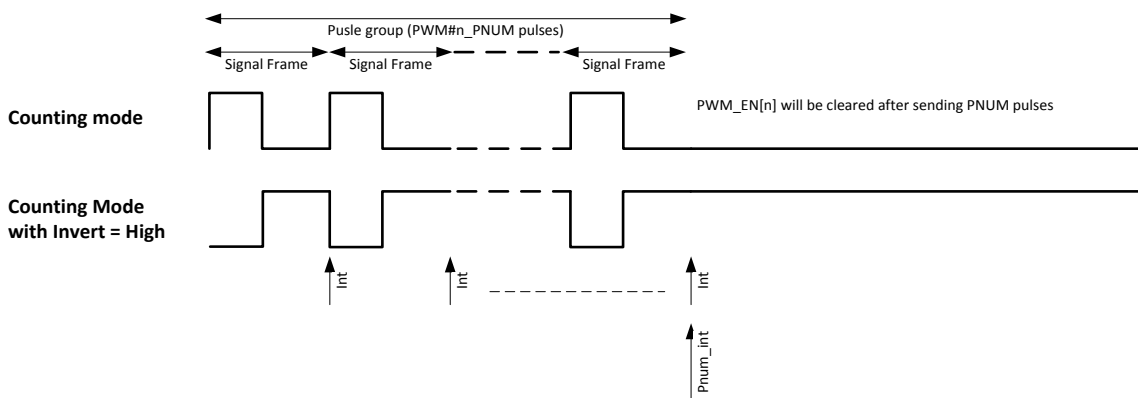 Pusle group (PWM#n_PNUM pulses)
Signal Frame
Signal Frame
Signal Frame
Counting mode
PWM_EN[n] will be cleared after sending PNUM pulses
Counting Mode
with Invert = High
Int
Int
Int
Pnum_int